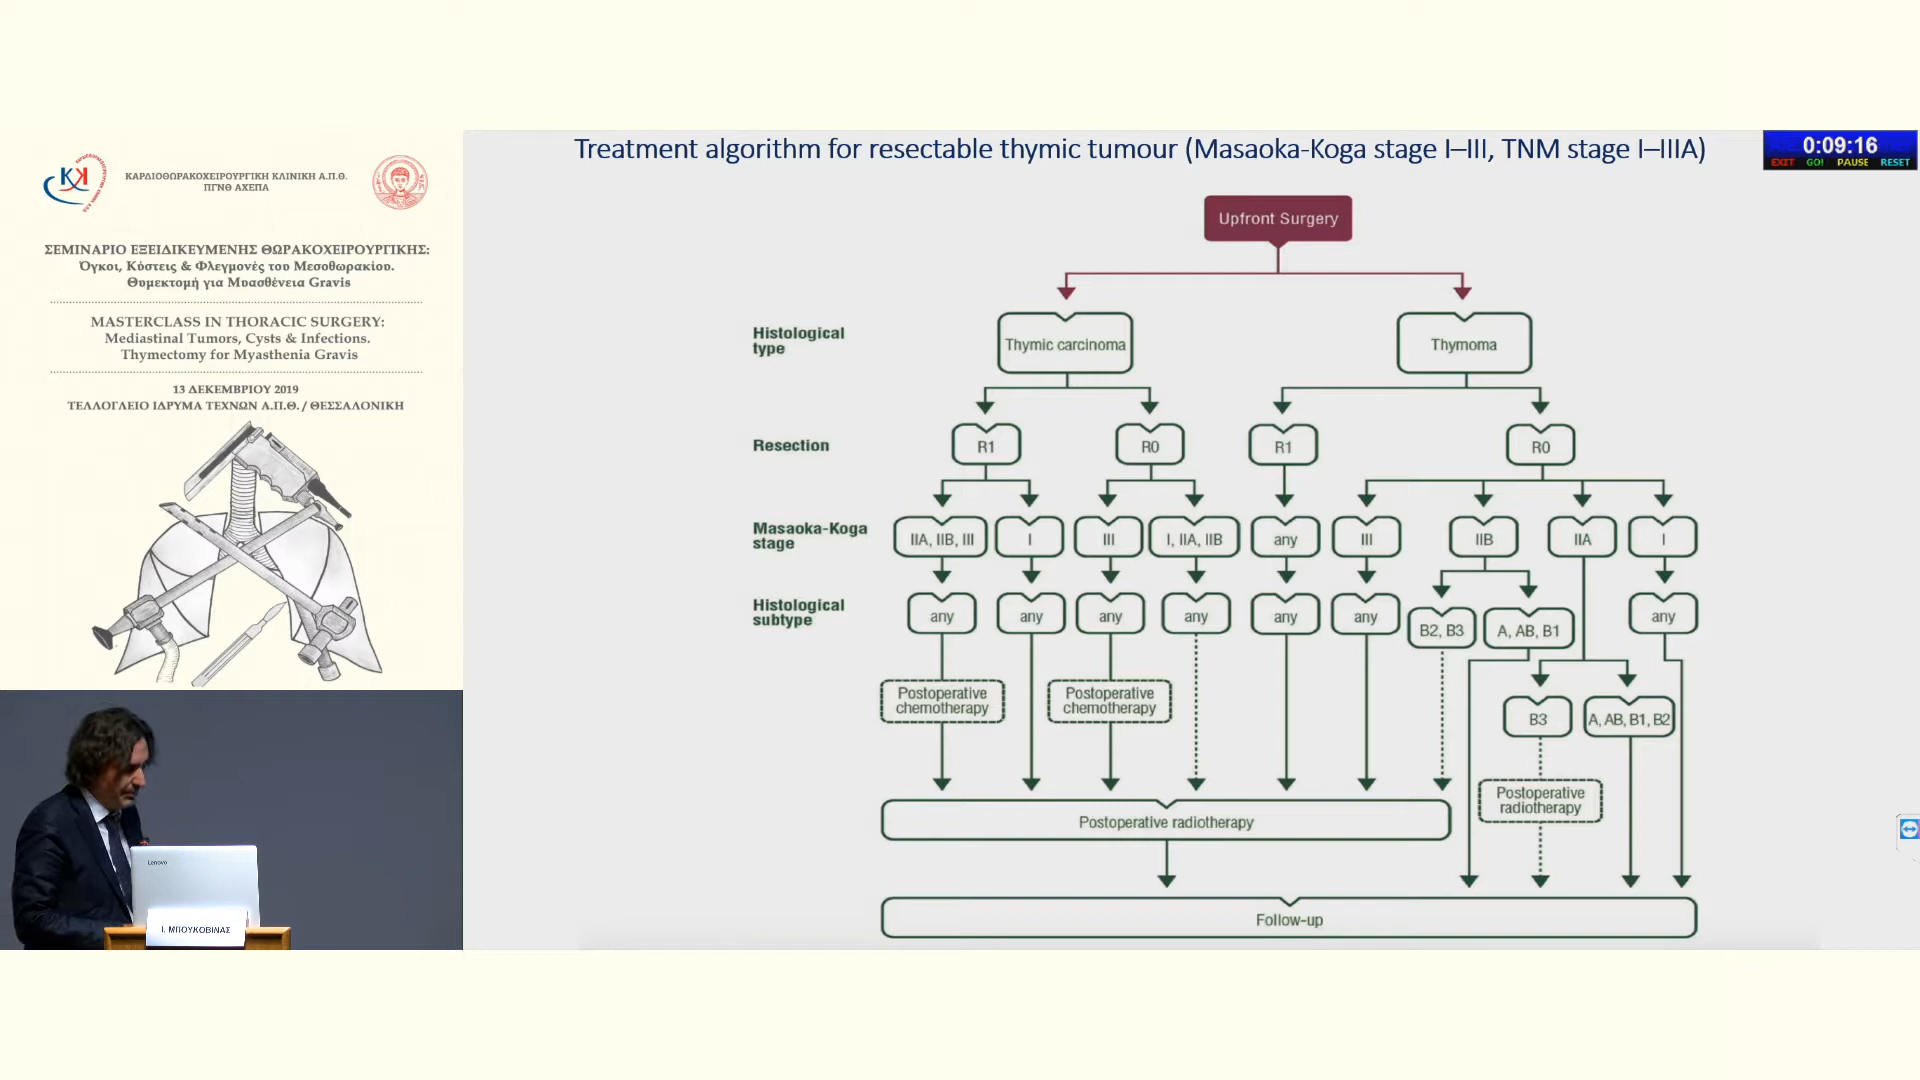 ΚΑΡΔΙΟΘΩΡΑΚΟΧΕΙΡΟΥΡΓΙΚΗ ΚΛΙΝΙΚΗ Α.Π.Θ.
ΠΓΝΘ ΑΧΕΠΑ
ΣΕΜΙΝΑΡΙΟ ΕΞΕΙΔΙΚΕΥΜΕΝΗΣ ΘΩΡΑΚΟΧΕΙΡΟΥΡΓΙΚΗΣ:
Όγκοι, Κύστεις & Φλεγμονές του Μεσοθωρακίου.
Θυμεκτομή για Μυασθένεια Gravis
MASTERCLASS IN THORACIC SURGERY:
Mediastinal Tumors, Cysts & Infections.
Thymectomy for Myasthenia Gravis
13 ΔΕΚΕΜΒΡΙΟΥ 2019
ΤΕΛΛΟΓΛΕΙΟ ΙΔΡΥΜΑ ΤΕΧΝΩΝ Α.Π.Θ. / ΘΕΣΣΑΛΟΝΙΚΗ
Lenovo
Ι. ΜΠΟΥΚΟΒΙΝΑΣ
Treatment algorithm for resectable thymic tumour (Masaoka-Koga stage I–III, TNM stage I–IIIA)
0:09:16
EXIT GO! PAUSE RESET
Upfront Surgery
Histological
type
Thymic carcinoma
Thymoma
Resection
R1
R0
R1
R0
Masaoka-Koga
stage
IIA, IIB, III
I
III
I, IIA, IIB
any
III
IIB
IIA
I
Histological
subtype
any
any
any
any
any
any
B2, B3
A, AB, B1
any
Postoperative
chemotherapy
Postoperative
chemotherapy
B3
A, AB, B1, B2
Postoperative
radiotherapy
Postoperative radiotherapy
Follow-up